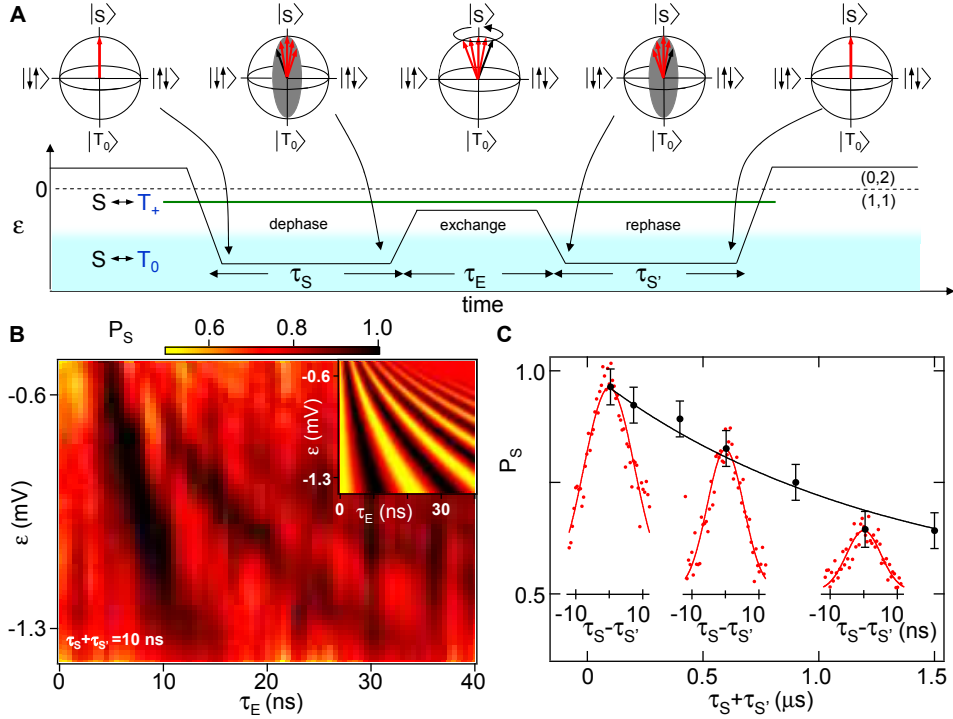 A
|S⟩ |S⟩ |S⟩ |S⟩ |S⟩
|↓↑⟩ |↑↓⟩ |↓↑⟩ |↑↓⟩ |↓↑⟩ |↑↓⟩ |↓↑⟩ |↑↓⟩ |↓↑⟩ |↑↓⟩
|T₀⟩ |T₀⟩ |T₀⟩ |T₀⟩ |T₀⟩
0 (0,2)
S ↔ T₊ (1,1)
ε dephase exchange rephase
S ↔ T₀
τS τE τS'
time
B
PS 0.6 0.8 1.0
ε (mV)
-0.6
-1.3
τS+τS' =10 ns
0 10 20 30 40
τE (ns)
-0.6
ε (mV)
-1.3
0 30
τE (ns)
C
PS
1.0
0.5
-10 10 -10 10 -10 10
τS-τS' τS-τS' τS-τS' (ns)
0.0 0.5 1.0 1.5
τS+τS' (μs)